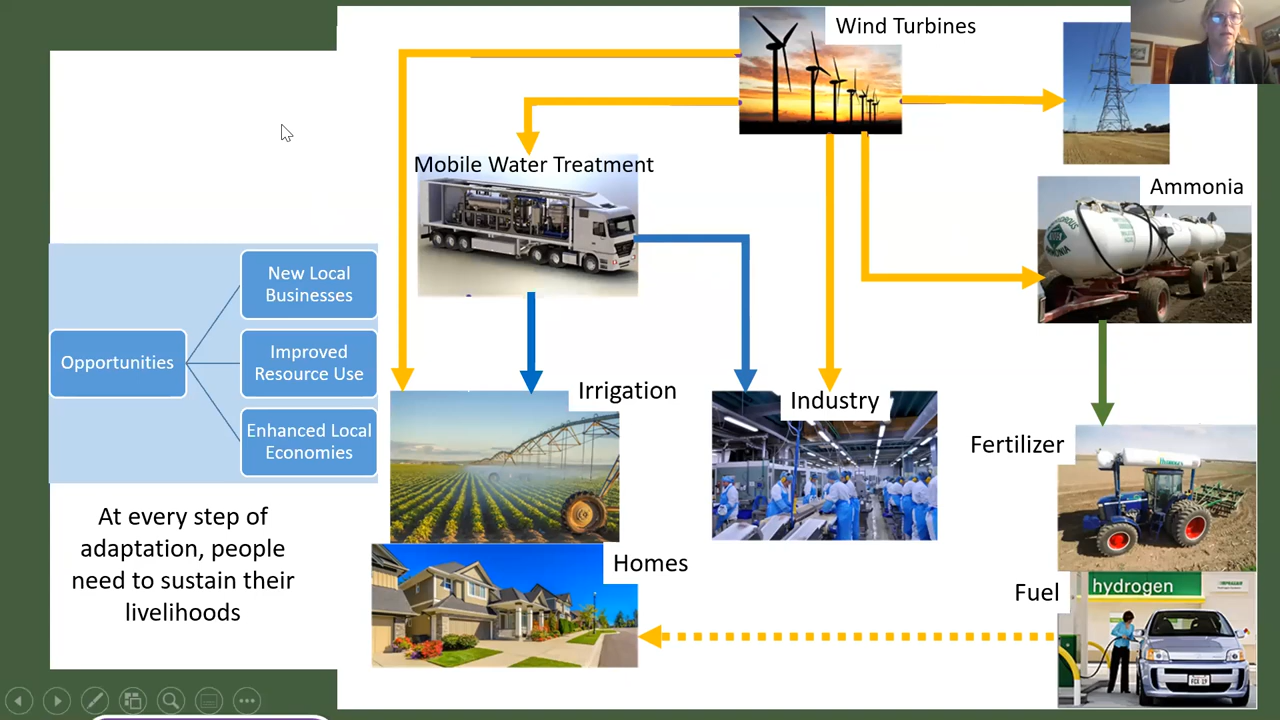 Wind Turbines
Mobile Water Treatment
Ammonia
New Local
Businesses
Opportunities
Improved
Resource Use
Enhanced Local
Economies
Irrigation
Industry
Fertilizer
At every step of
adaptation, people
need to sustain their
livelihoods
Homes
Fuel
hydrogen